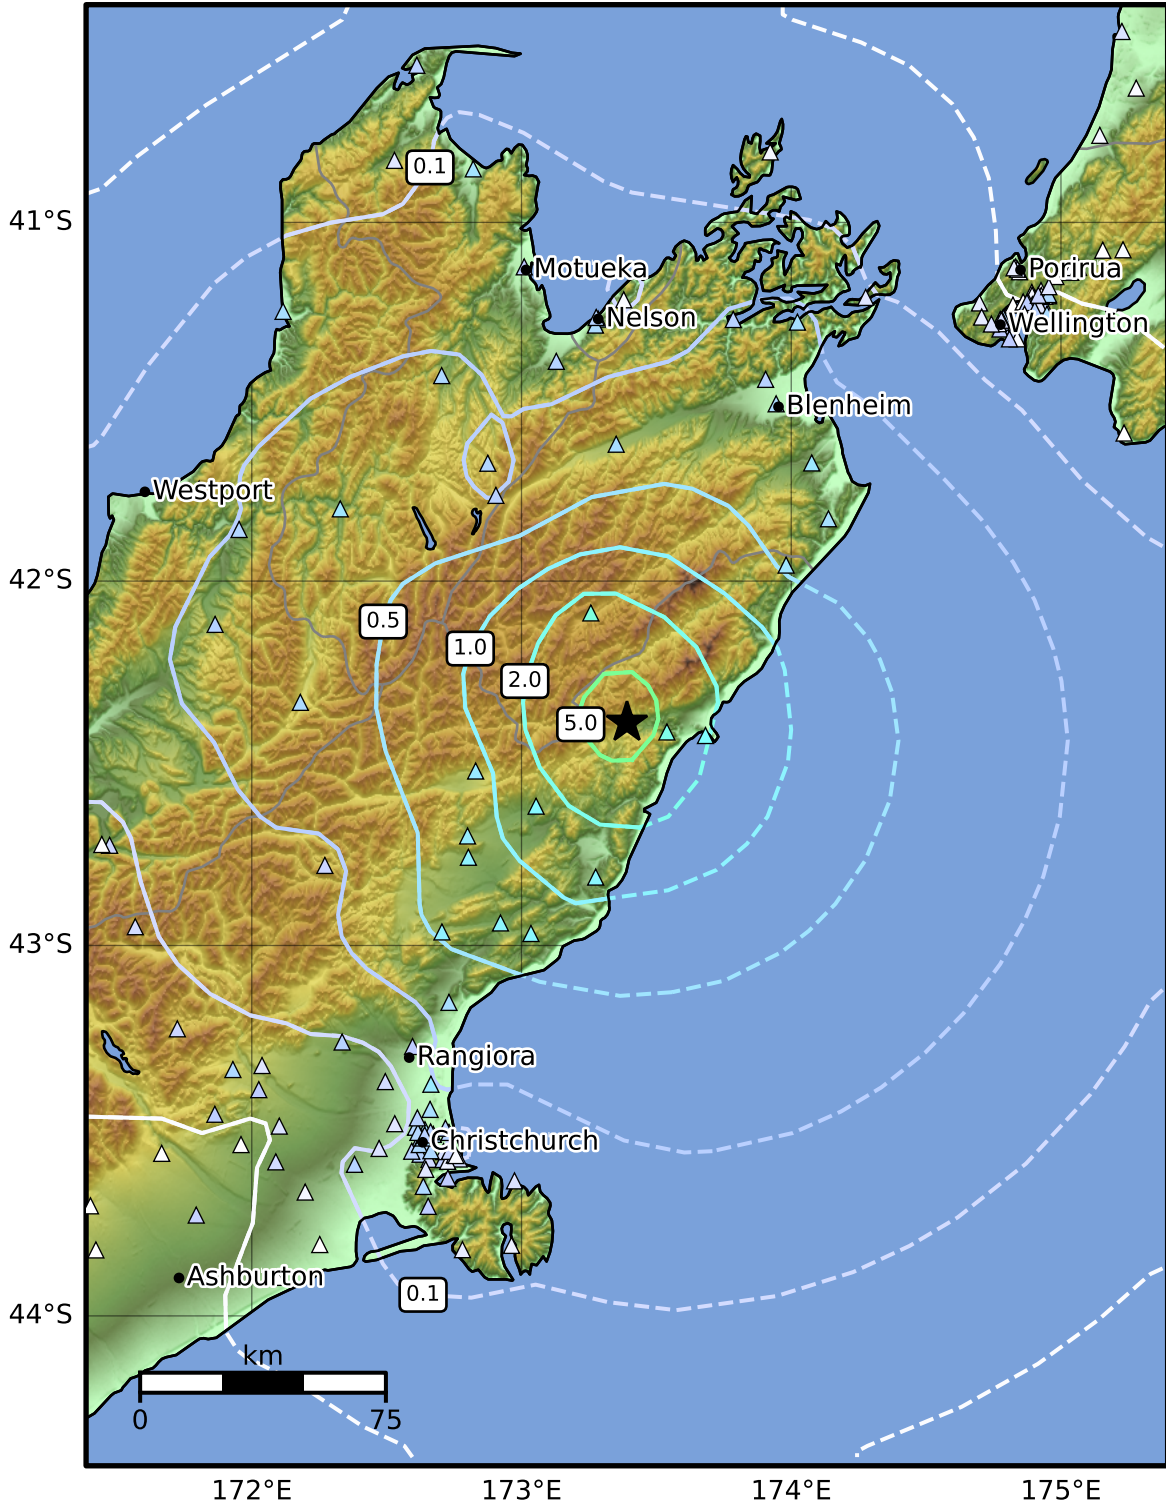 0.1
41°S
Motueka
Porirua
Nelson
Wellington
Blenheim
Westport
42°S
0.5
1.0
2.0
5.0
43°S
Rangiora
Christchurch
Ashburton
0.1
44°S
km
0
75
172°E
173°E
174°E
175°E